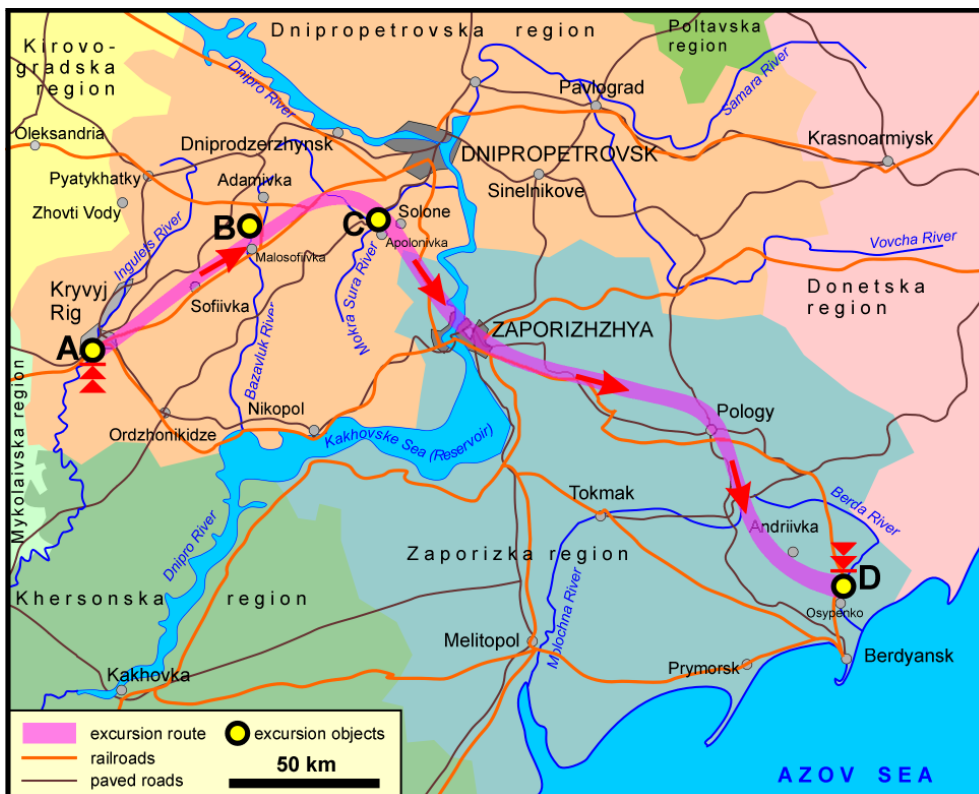 Dnipropetrovska region
Poltavska
region
Kirovo-
gradska
region
Dnipro River
Samara River
Pavlograd
Oleksandria
Dniprodzerzhynsk
Krasnoarmiysk
DNIPROPETROVSK
Pyatykhatky
Adamivka
Sinelnikove
Zhovti Vody
B
C
Solone
Apolonivka
Malosofiivka
Vovcha River
Ingulets River
Mokra Sura River
Donetska
region
Kryvyj
Rig
Sofiivka
A
ZAPORIZHZHYA
Bazavluk River
Mykolaivska region
Nikopol
Pology
Ordzhonikidze
Kakhovske Sea (Reservoir)
Tokmak
Berda River
Andriivka
Dnipro River
Zaporizka region
D
Khersonska region
Osypenko
Molochna River
Melitopol
Prymorsk
Berdyansk
Kakhovka
excursion route
excursion objects
railroads
paved roads
50 km
AZOV SEA